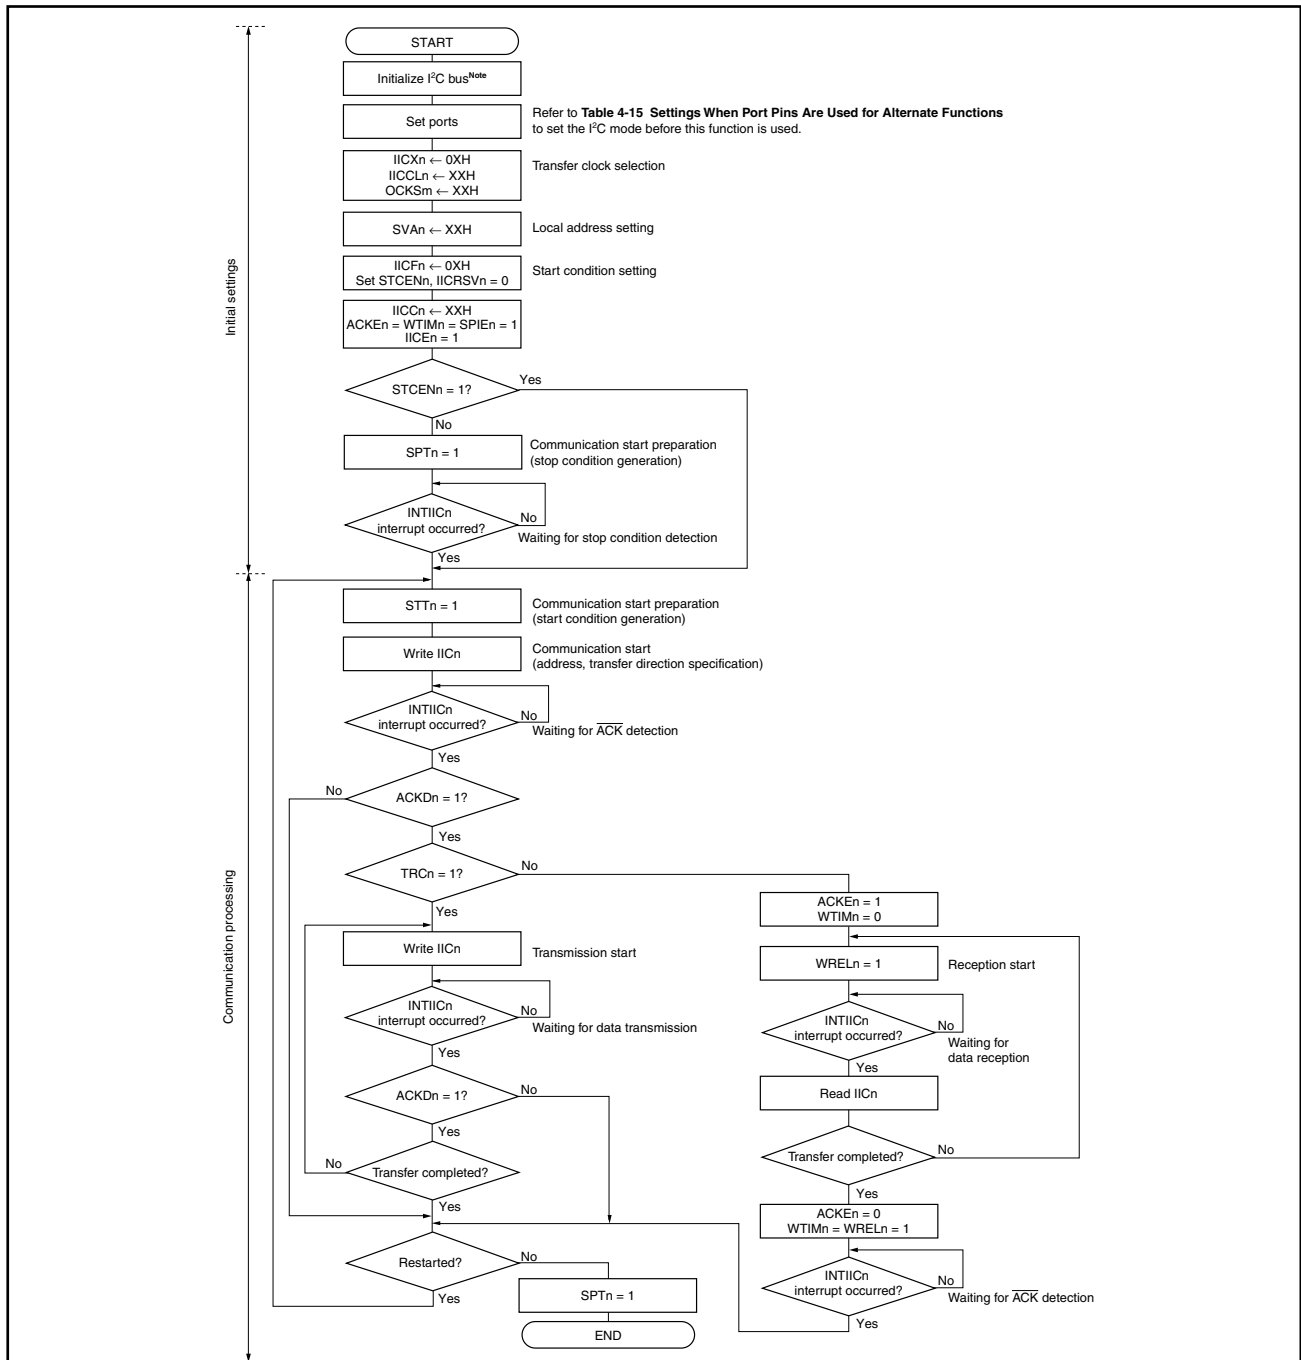 START
Initialize I²C bus^Note
Set ports
Refer to Table 4-15 Settings When Port Pins Are Used for Alternate Functions
to set the I²C mode before this function is used.
IICXn ← 0XH
IICCLn ← XXH
OCKSm ← XXH
Transfer clock selection
SVAn ← XXH
Local address setting
IICFn ← 0XH
Set STCENn, IICRSVn = 0
Start condition setting
IICCn ← XXH
ACKEn = WTIMn = SPIEn = 1
IICEn = 1
Initial settings
STCENn = 1?
Yes
No
SPTn = 1
Communication start preparation
(stop condition generation)
INTIICn
interrupt occurred?
No
Waiting for stop condition detection
Yes
STTn = 1
Communication start preparation
(start condition generation)
Write IICn
Communication start
(address, transfer direction specification)
INTIICn
interrupt occurred?
No
Waiting for A̅C̅K̅ detection
Yes
No
ACKDn = 1?
Yes
TRCn = 1?
No
Yes
Communication processing
Write IICn
Transmission start
INTIICn
interrupt occurred?
No
Waiting for data transmission
Yes
ACKDn = 1?
No
Yes
No
Transfer completed?
Yes
Restarted?
No
Yes
SPTn = 1
END
ACKEn = 1
WTIMn = 0
WRELn = 1
Reception start
INTIICn
interrupt occurred?
No
Waiting for
data reception
Yes
Read IICn
Transfer completed?
No
Yes
ACKEn = 0
WTIMn = WRELn = 1
INTIICn
interrupt occurred?
No
Waiting for A̅C̅K̅ detection
Yes